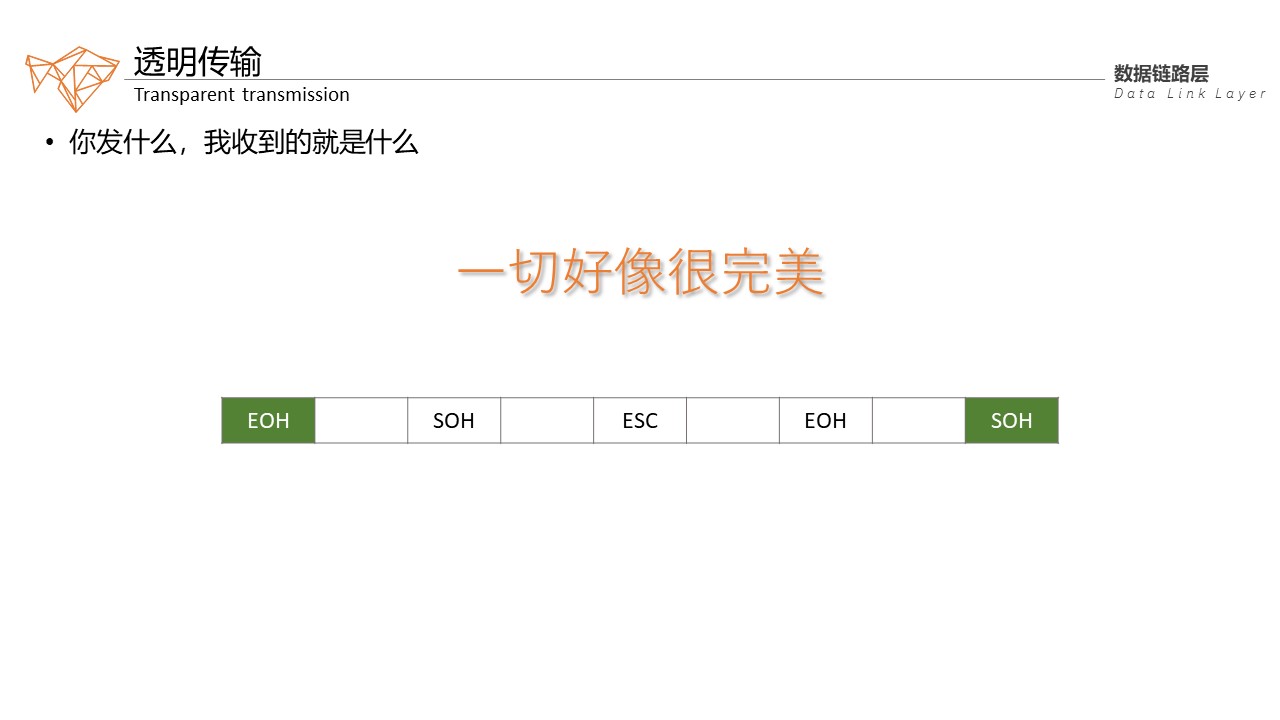 透明传输
Transparent transmission
数据链路层
Data Link Layer
• 你发什么，我收到的就是什么
一切好像很完美
EOH SOH ESC EOH SOH